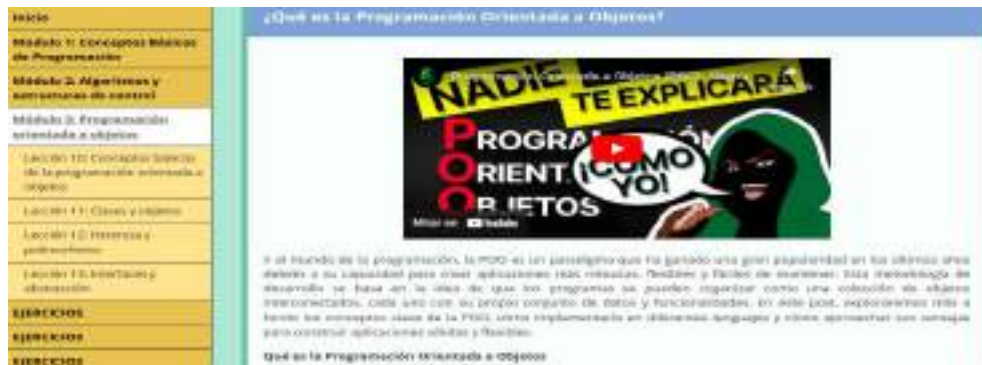 Inicio
Módulo 1: Conceptos Básicos
de Programación
Módulo 2: Algoritmos y
estructuras de control
Módulo 3: Programación
orientada a objetos
Lección 10: Conceptos básicos
de la programación orientada a
objetos
Lección 11: Clases y objetos
Lección 12: Herencia y
polimorfismo
Lección 13: Interfaces y
abstracción
EJERCICIOS
EJERCICIOS
EJERCICIOS
¿Qué es la Programación Orientada a Objetos?
NADIE
TE EXPLICARÁ
PROGRA
ORIENT
OBJETOS
¡COMO
YO!
Mirar en YouTube
n el mundo de la programación, la POO es un paradigma que ha ganado una gran popularidad en los últimos años
debido a su capacidad para crear aplicaciones más robustas, flexibles y fáciles de mantener. Esta metodología de
desarrollo se basa en la idea de que los programas se pueden organizar como una colección de objetos
interconectados, cada uno con su propio conjunto de datos y funcionalidades. En este post, exploraremos más a
fondo los conceptos clave de la POO, cómo implementarla en diferentes lenguajes y cómo aprovechar sus ventajas
para construir aplicaciones sólidas y flexibles.
Qué es la Programación Orientada a Objetos